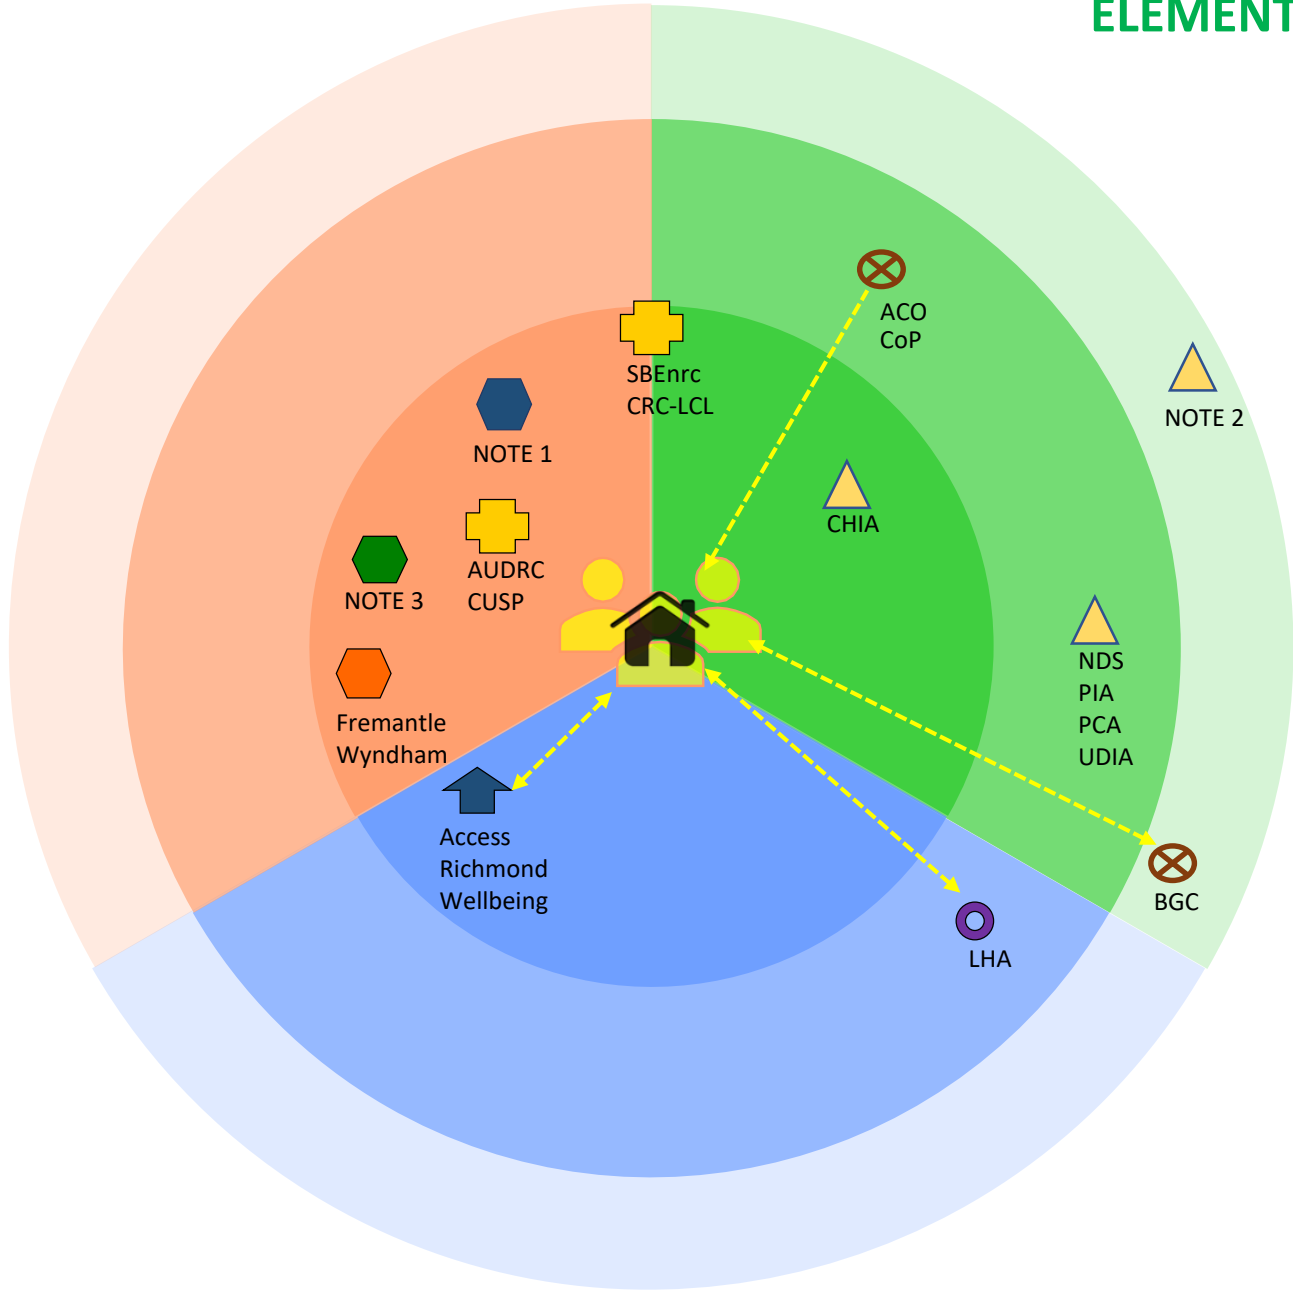 ELEMENT
ACO
CoP
SBEnrc
CRC-LCL
NOTE 2
NOTE 1
CHIA
AUDRC
CUSP
NOTE 3
NDS
PIA
PCA
UDIA
Fremantle
Wyndham
Access
Richmond
Wellbeing
BGC
LHA